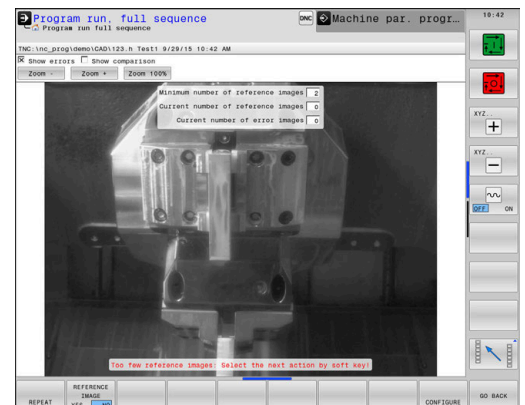 Program run, full sequence
Program run full sequence
DNC
Machine par. progr…
10:42
TNC:\nc_prog\demo\CAD\123.h Test1 9/29/15 10:42 AM
Show errors
Show comparison
Zoom -
Zoom +
Zoom 100%
Minimum number of reference images 2
Current number of reference images 0
Current number of error images 0
XYZ..
+
XYZ..
−
OFF ON
Too few reference images: Select the next action by soft key!
REPEAT
REFERENCE
IMAGE
YES NO
CONFIGURE
GO BACK